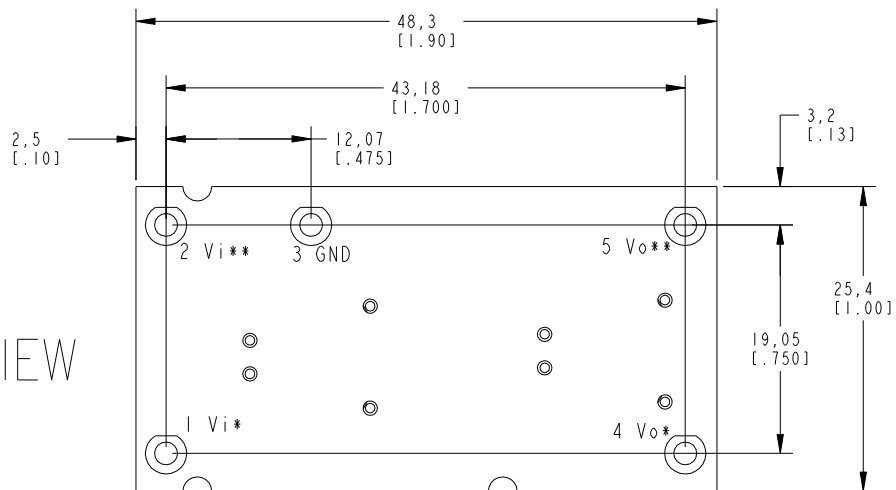 48,3
[1.90]
43,18
[1.700]
2,5
[.10]
12,07
[.475]
3,2
[.13]
2 Vi**
3 GND
5 Vo**
25,4
[1.00]
19,05
[.750]
IEW
1 Vi*
4 Vo*